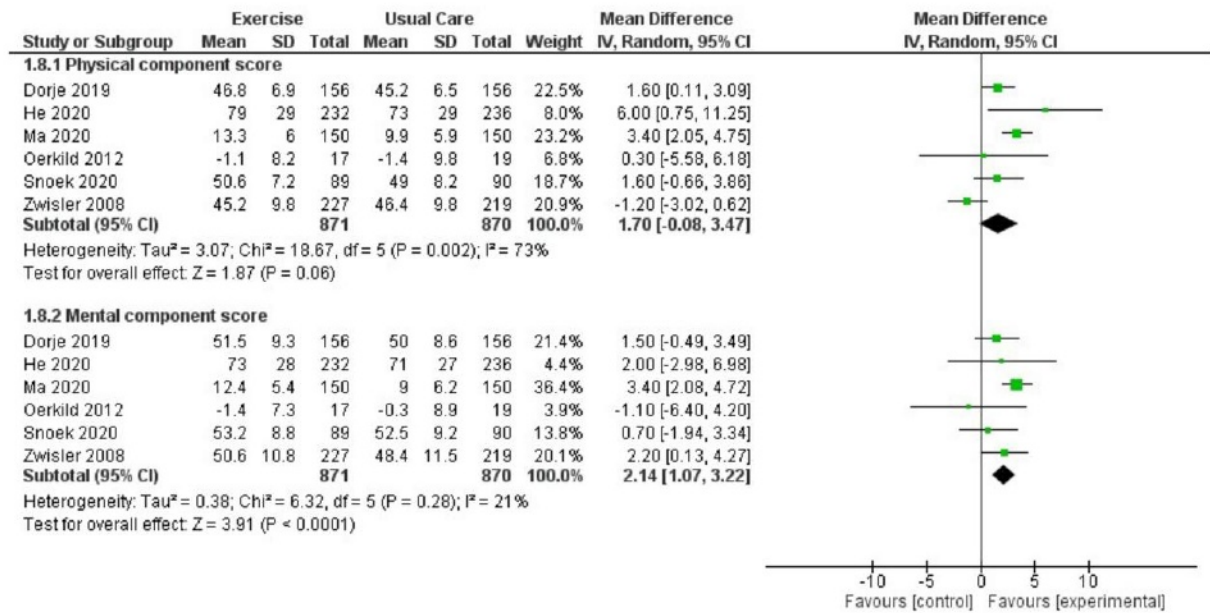 Exercise Usual Care Mean Difference Mean Difference
Study or Subgroup Mean SD Total Mean SD Total Weight IV, Random, 95% CI IV, Random, 95% CI
1.8.1 Physical component score
Dorje 2019 46.8 6.9 156 45.2 6.5 156 22.5% 1.60 [0.11, 3.09]
He 2020 79 29 232 73 29 236 8.0% 6.00 [0.75, 11.25]
Ma 2020 13.3 6 150 9.9 5.9 150 23.2% 3.40 [2.05, 4.75]
Oerkild 2012 -1.1 8.2 17 -1.4 9.8 19 6.8% 0.30 [-5.58, 6.18]
Snoek 2020 50.6 7.2 89 49 8.2 90 18.7% 1.60 [-0.66, 3.86]
Zwisler 2008 45.2 9.8 227 46.4 9.8 219 20.9% -1.20 [-3.02, 0.62]
Subtotal (95% CI) 871 870 100.0% 1.70 [-0.08, 3.47]
Heterogeneity: Tau² = 3.07; Chi² = 18.67, df = 5 (P = 0.002); I² = 73%
Test for overall effect: Z = 1.87 (P = 0.06)
1.8.2 Mental component score
Dorje 2019 51.5 9.3 156 50 8.6 156 21.4% 1.50 [-0.49, 3.49]
He 2020 73 28 232 71 27 236 4.4% 2.00 [-2.98, 6.98]
Ma 2020 12.4 5.4 150 9 6.2 150 36.4% 3.40 [2.08, 4.72]
Oerkild 2012 -1.4 7.3 17 -0.3 8.9 19 3.9% -1.10 [-6.40, 4.20]
Snoek 2020 53.2 8.8 89 52.5 9.2 90 13.8% 0.70 [-1.94, 3.34]
Zwisler 2008 50.6 10.8 227 48.4 11.5 219 20.1% 2.20 [0.13, 4.27]
Subtotal (95% CI) 871 870 100.0% 2.14 [1.07, 3.22]
Heterogeneity: Tau² = 0.38; Chi² = 6.32, df = 5 (P = 0.28); I² = 21%
Test for overall effect: Z = 3.91 (P < 0.0001)
-10 -5 0 5 10
Favours [control] Favours [experimental]